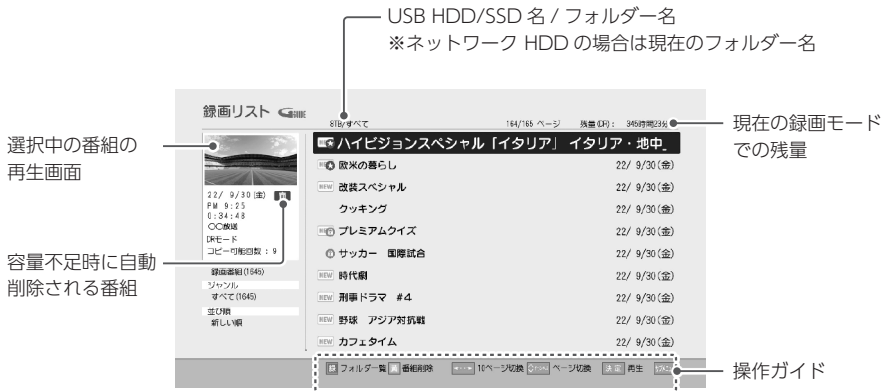 USB HDD/SSD 名 / フォルダー名
※ネットワーク HDD の場合は現在のフォルダー名
録画リスト
8TB/すべて 164/165 ページ 残量(DR): 345時間23分
現在の録画モード
での残量
選択中の番組の
再生画面
ハイビジョンスペシャル「イタリア」 イタリア・地中
欧米の暮らし 22/ 9/30(金)
NEW 改装スペシャル 22/ 9/30(金)
クッキング 22/ 9/30(金)
NEW プレミアムクイズ 22/ 9/30(金)
サッカー 国際試合 22/ 9/30(金)
NEW 時代劇 22/ 9/30(金)
NEW 刑事ドラマ #4 22/ 9/30(金)
NEW 野球 アジア対抗戦 22/ 9/30(金)
NEW カフェタイム 22/ 9/30(金)
22/ 9/30(金)
PM 9:25
0:34:48
〇〇放送
DRモード
コピー可能回数 : 9
容量不足時に自動
削除される番組
録画番組(1645)
ジャンル
すべて(1645)
並び順
新しい順
緑 フォルダ一覧 黄 番組削除 10ページ切換 ページ切換 決定 再生
操作ガイド